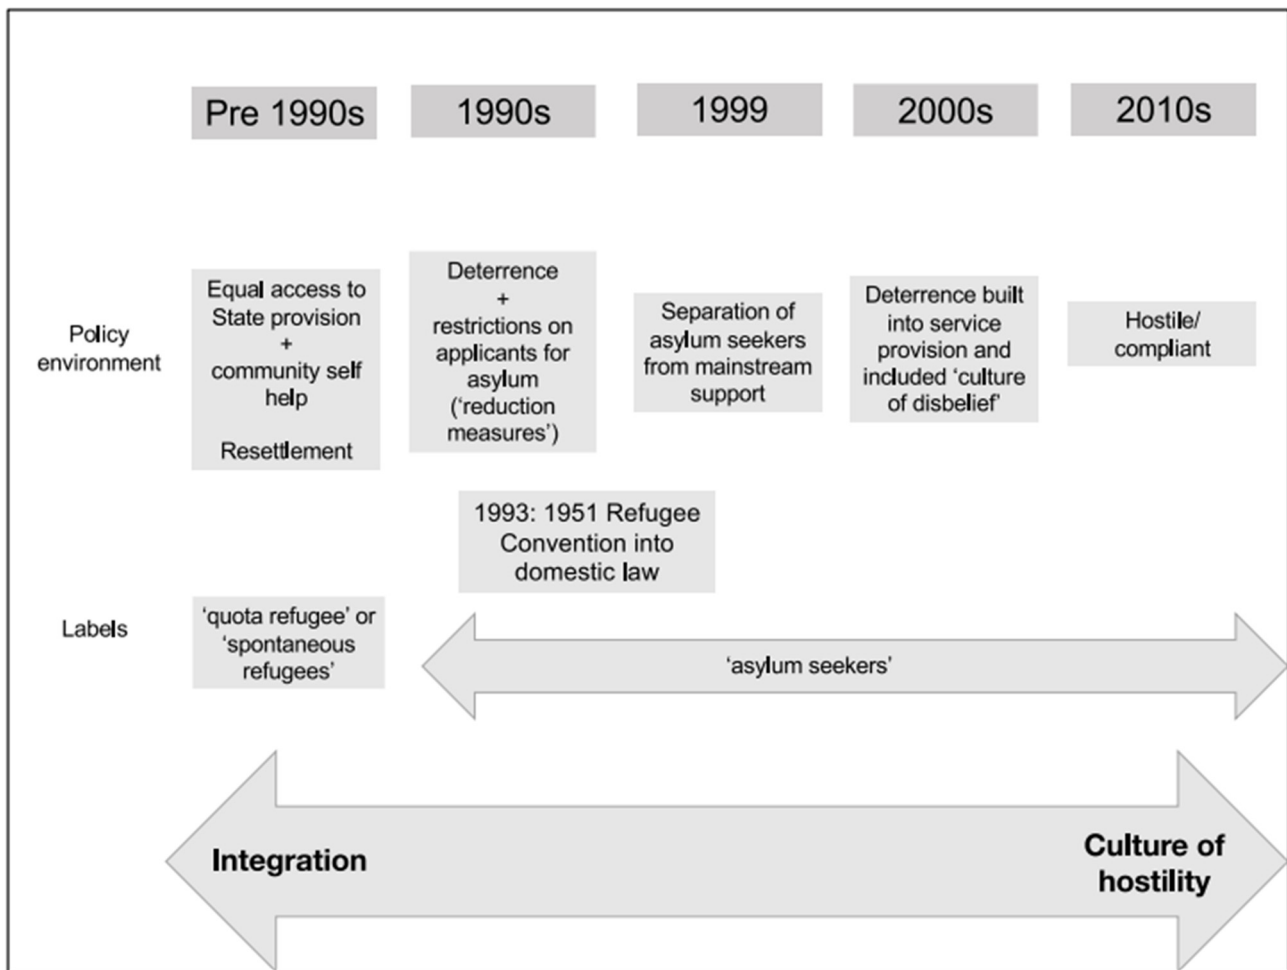 Pre 1990s
1990s
1999
2000s
2010s
Policy
environment
Equal access to
State provision
+
community self
help
Resettlement
Deterrence
+
restrictions on
applicants for
asylum
(‘reduction
measures’)
Separation of
asylum seekers
from mainstream
support
Deterrence built
into service
provision and
included ‘culture
of disbelief’
Hostile/
compliant
1993: 1951 Refugee
Convention into
domestic law
Labels
‘quota refugee’ or
‘spontaneous
refugees’
‘asylum seekers’
Integration
Culture of
hostility